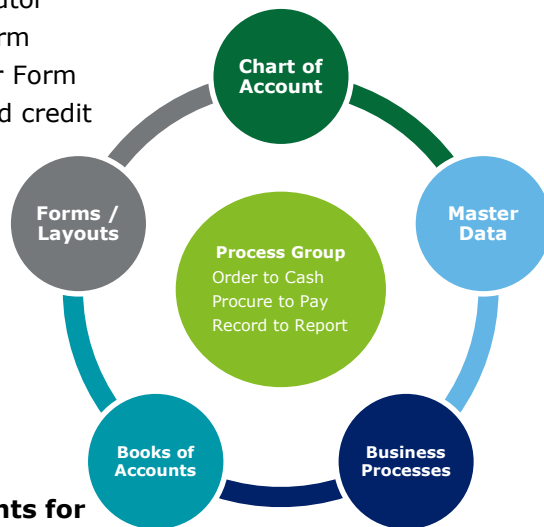 rm
r Form
d credit
Chart of
Account
Forms /
Layouts
Master
Data
Process Group
Order to Cash
Procure to Pay
Record to Report
Books of
Accounts
Business
Processes
nts for